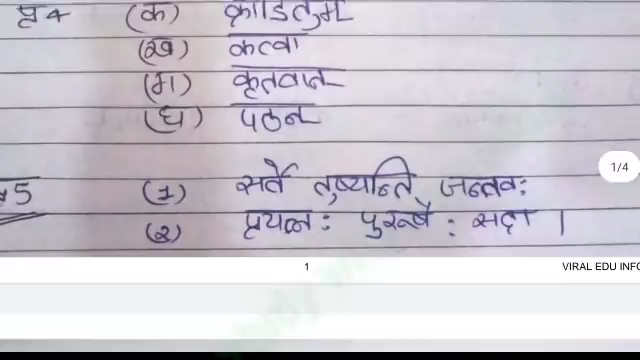 प्र4 (क) क्रीडितुम
(ख) कत्वा
(ग) कृतवान
(घ) पठन
1/4
5 (1) सर्वे तुष्यन्ति जन्तवः
(2) प्रयत्नः पुरूषैः सदा ।
1
VIRAL EDU INFO